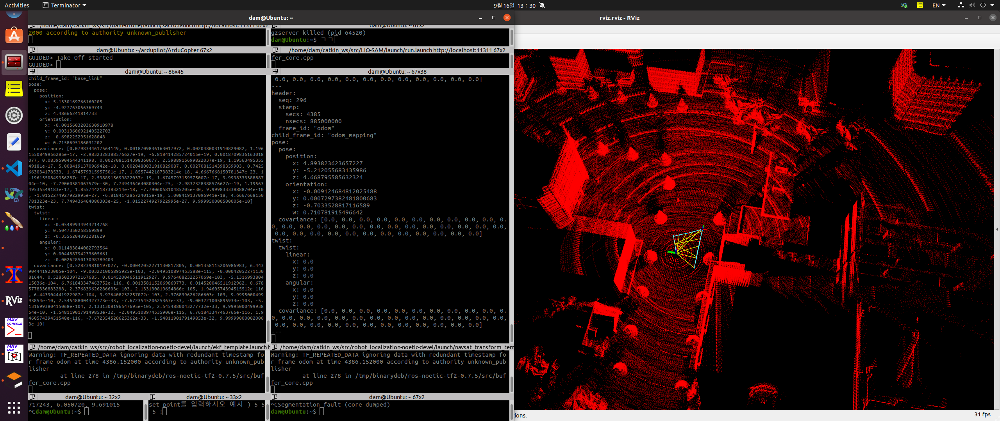 Activities
Terminator
9월 16일 13 : 30
EN
dam@Ubuntu: ~
rviz.rviz - RViz
/home/dam/catkin_ws/src/dam-drone/launch/xacro.launch http://localhost:11311 67x2
2000 according to authority unknown_publisher
dam@Ubuntu: ~ 67x2
gzserver killed (pid 64520)
dam@Ubuntu:~$ ㄱㄱ
dam@Ubuntu: ~/ardupilot/ArduCopter 67x2
GUIDED> Take Off started
GUIDED>
/home/dam/catkin_ws/src/LIO-SAM/launch/run.launch http://localhost:11311 67x2
fer_core.cpp
dam@Ubuntu: ~ 86x45
child_frame_id: "base_link"
pose:
pose:
position:
x: 5.1330169766160205
y: -4.927763056369743
z: 4.48666241814733
orientation:
x: -0.0015603203630910978
y: 0.0031360692140522703
z: -0.6982252951628048
w: 0.7158695186031202
covariance: [0.0798344617564149, 0.0018709836163017972, 0.0020480031910829082, 1.196
1550849956285e-17, -2.9832328388576627e-19, -6.818414285724015e-19, 0.0018709836163018
077, 0.08395904544341198, 0.0027081514398360077, 2.5988915699822037e-19, 1.19563495355
49181e-17, 5.008419137096942e-18, 0.0020480031910829087, 0.0027081514398359903, 0.7425
663034178533, 1.674579315957501e-17, 1.8557442187383214e-18, 4.6667668150781347e-23, 1
.1961550849956287e-17, 2.5988915699822037e-19, 1.6745793159575007e-17, 9.9998333388887
04e-10, -7.79060581067579e-30, 7.749436464080304e-25, -2.9832328388576627e-19, 1.19563
49535549183e-17, 1.8557442187383214e-18, -7.790605810485205e-30, 9.9998333388888704e-10
, -1.0152274927922995e-27, -6.818414285724015e-19, 5.008419137096941e-18, 4.6667668150
781323e-23, 7.749436464080303e-25, -1.0152274927922995e-27, 9.999950000500005e-10]
twist:
twist:
linear:
x: -0.05489934943214768
y: 0.5047350258569899
z: -0.3556204093281629
angular:
x: 0.011483844082793564
y: 0.004488794233605661
z: -0.0026285013098789403
covariance: [0.528239810197027, -0.00042052271130817805, 0.001358115206986983, 6.443
904441923005e-104, -9.003221005895925e-103, -2.049510897453588e-115, -0.00042052271130
81644, 0.5285023972167685, 0.014520046511912927, 9.976408232257069e-103, -5.1316993804
15036e-104, 6.761843347463752e-116, 0.0013581152069869773, 0.014520046511912962, 0.678
5778336883288, 2.376839626286603e-103, 2.133130819654866e-105, 1.9460574394515512e-116
, 6.443904441922987e-104, 9.976408232257072e-103, 2.376839626286603e-103, 9.9995000499
93854e-10, 2.545488004327773e-33, -7.672354520625367e-33, -9.003221005895934e-103, -5.
131699380415068e-104, 2.1331308196547695e-105, 2.5454880043277732e-33, 9.9995000499938
54e-10, -1.5481190179149853e-32, -2.0495108974535906e-115, 6.761843347463766e-116, 1.9
46057439451548e-116, -7.672354520625362e-33, -1.5481190179149853e-32, 9.99999000002000
3e-10]
---
dam@Ubuntu: ~ 67x38
0.0, 0.0, 0.0, 0.0, 0.0, 0.0, 0.0, 0.0, 0.0, 0.0, 0.0, 0.0]
---
header:
seq: 296
stamp:
secs: 4385
nsecs: 885000000
frame_id: "odom"
child_frame_id: "odom_mapping"
pose:
pose:
position:
x: 4.893823623657227
y: -5.212055683135986
z: 4.668795585632324
orientation:
x: -0.009124684812025488
y: 0.0007297382481800683
z: -0.7033528817116589
w: 0.710781915496642
covariance: [0.0, 0.0, 0.0, 0.0, 0.0, 0.0, 0.0, 0.0, 0.0, 0.0, 0.
0, 0.0, 0.0, 0.0, 0.0, 0.0, 0.0, 0.0, 0.0, 0.0, 0.0, 0.0, 0.0, 0.0,
0.0, 0.0, 0.0, 0.0, 0.0, 0.0, 0.0, 0.0, 0.0, 0.0, 0.0, 0.0]
twist:
twist:
linear:
x: 0.0
y: 0.0
z: 0.0
angular:
x: 0.0
y: 0.0
z: 0.0
covariance: [0.0, 0.0, 0.0, 0.0, 0.0, 0.0, 0.0, 0.0, 0.0, 0.0, 0.
0, 0.0, 0.0, 0.0, 0.0, 0.0, 0.0, 0.0, 0.0, 0.0, 0.0, 0.0, 0.0, 0.0,
0.0, 0.0, 0.0, 0.0, 0.0, 0.0, 0.0, 0.0, 0.0, 0.0, 0.0, 0.0]
---
/home/dam/catkin_ws/src/robot_localization-noetic-devel/launch/ekf_template.launch h
Warning: TF_REPEATED_DATA ignoring data with redundant timestamp fo
r frame odom at time 4386.152000 according to authority unknown_pub
lisher
at line 278 in /tmp/binarydeb/ros-noetic-tf2-0.7.5/src/buf
fer_core.cpp
/home/dam/catkin_ws/src/robot_localization-noetic-devel/launch/navsat_transform_tem
Warning: TF_REPEATED_DATA ignoring data with redundant timestamp fo
r frame odom at time 4386.152000 according to authority unknown_pub
lisher
at line 278 in /tmp/binarydeb/ros-noetic-tf2-0.7.5/src/buf
fer_core.cpp
dam@Ubuntu: ~ 32x2
717243, 6.050720, 9.691015
^Cdam@Ubuntu:~$
dam@Ubuntu: ~ 33x2
set point를 입력하시오 예시 ) 5 5
5 :
dam@Ubuntu: ~ 67x2
^CSegmentation fault (core dumped)
dam@Ubuntu:~$
RViz
MAV
CONSOLE
MAV
MAP
ions.
31 fps